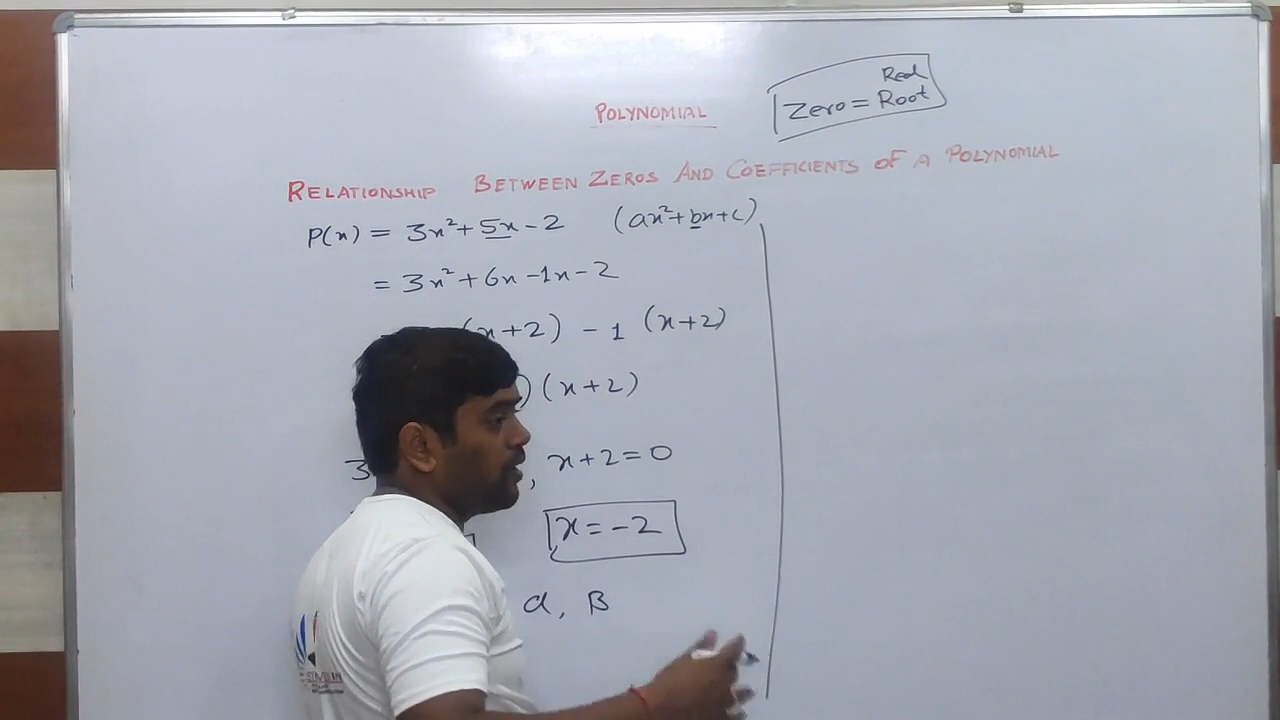 POLYNOMIAL
Real
Zero = Root
RELATIONSHIP BETWEEN ZEROS AND COEFFICIENTS OF A POLYNOMIAL
P(x) = 3x² + 5x - 2 (ax² + bx + c)
= 3x² + 6x - 1x - 2
(x+2) - 1 (x+2)
) (x+2)
3 , x+2=0
x = -2
α, β